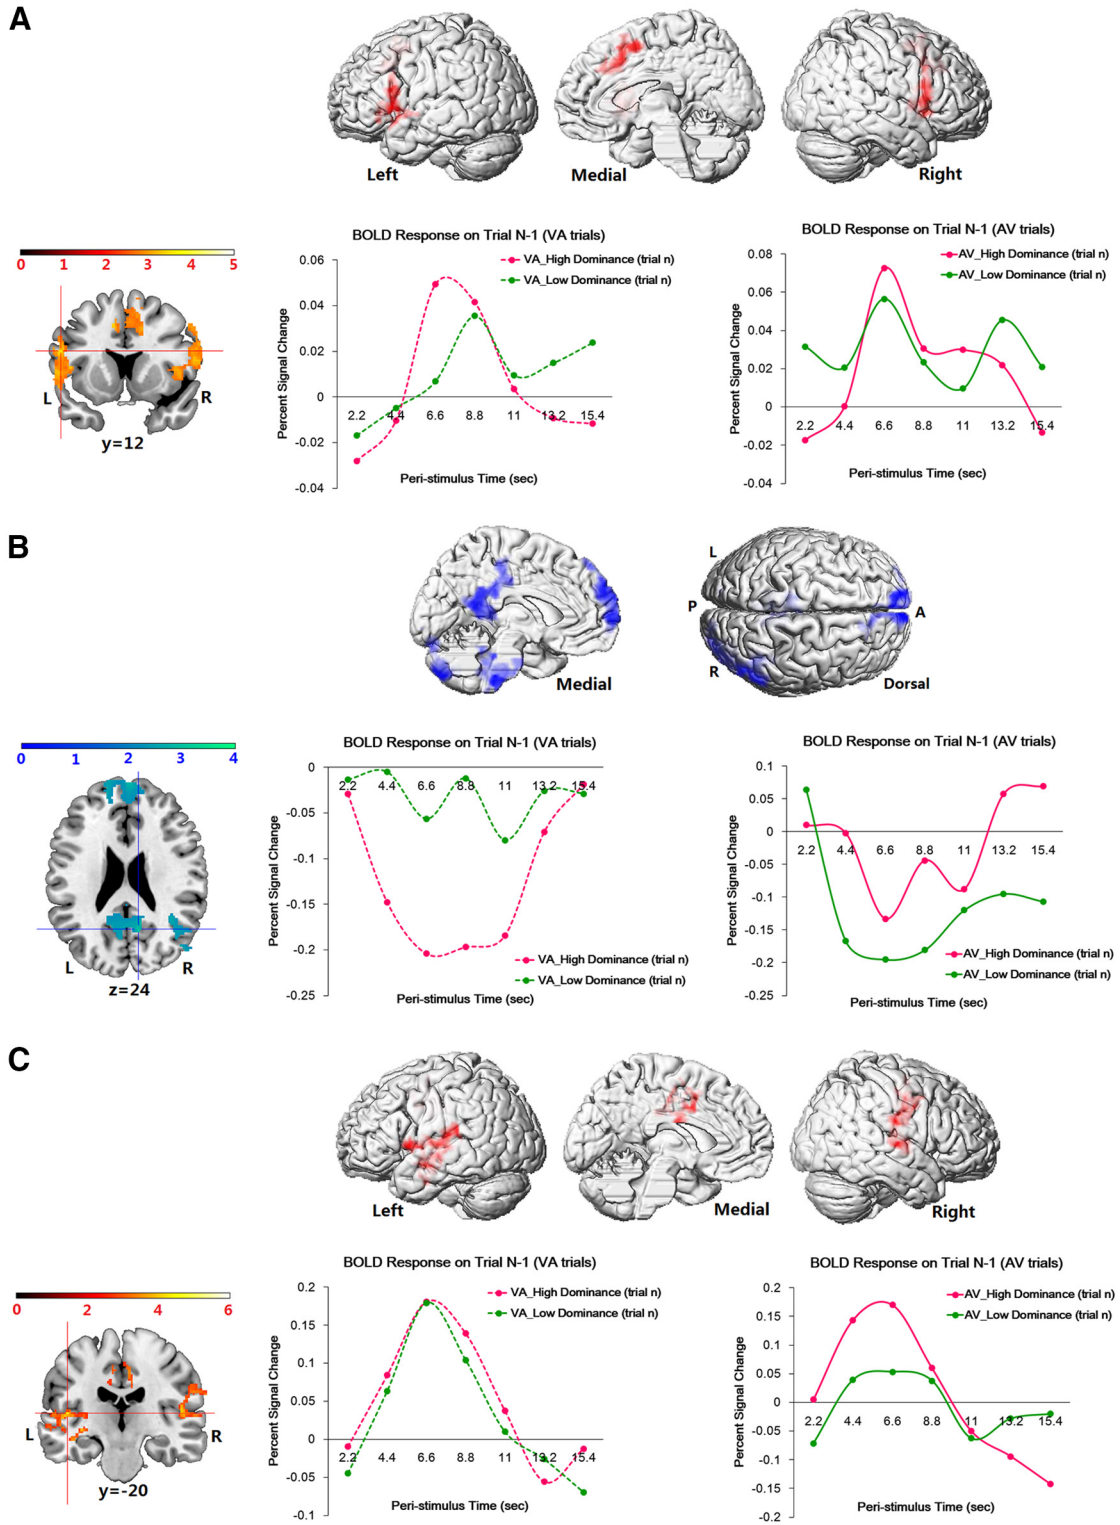 A
Left
Medial
Right
0 1 2 3 4 5
L
R
y=12
BOLD Response on Trial N-1 (VA trials)
VA_High Dominance (trial n)
VA_Low Dominance (trial n)
Percent Signal Change
0.06
0.04
0.02
0
-0.02
-0.04
2.2 4.4 6.6 8.8 11 13.2 15.4
Peri-stimulus Time (sec)
BOLD Response on Trial N-1 (AV trials)
AV_High Dominance (trial n)
AV_Low Dominance (trial n)
Percent Signal Change
0.08
0.06
0.04
0.02
0
-0.02
-0.04
2.2 4.4 6.6 8.8 11 13.2 15.4
Peri-stimulus Time (sec)
B
Medial
L
P
A
R
Dorsal
0 1 2 3 4
L
R
z=24
BOLD Response on Trial N-1 (VA trials)
Percent Signal Change
0
-0.05
-0.1
-0.15
-0.2
-0.25
2.2 4.4 6.6 8.8 11 13.2 15.4
VA_High Dominance (trial n)
VA_Low Dominance (trial n)
Peri-stimulus Time (sec)
BOLD Response on Trial N-1 (AV trials)
Percent Signal Change
0.1
0.05
0
-0.05
-0.1
-0.15
-0.2
-0.25
2.2 4.4 6.6 8.8 11 13.2 15.4
AV_High Dominance (trial n)
AV_Low Dominance (trial n)
Peri-stimulus Time (sec)
C
Left
Medial
Right
0 2 4 6
L
R
y=-20
BOLD Response on Trial N-1 (VA trials)
VA_High Dominance (trial n)
VA_Low Dominance (trial n)
Percent Signal Change
0.2
0.15
0.1
0.05
0
-0.05
-0.1
2.2 4.4 6.6 8.8 11 13.2 15.4
Peri-stimulus Time (sec)
BOLD Response on Trial N-1 (AV trials)
AV_High Dominance (trial n)
AV_Low Dominance (trial n)
Percent Signal Change
0.2
0.15
0.1
0.05
0
-0.05
-0.1
-0.15
-0.2
2.2 4.4 6.6 8.8 11 13.2 15.4
Peri-stimulus Time (sec)